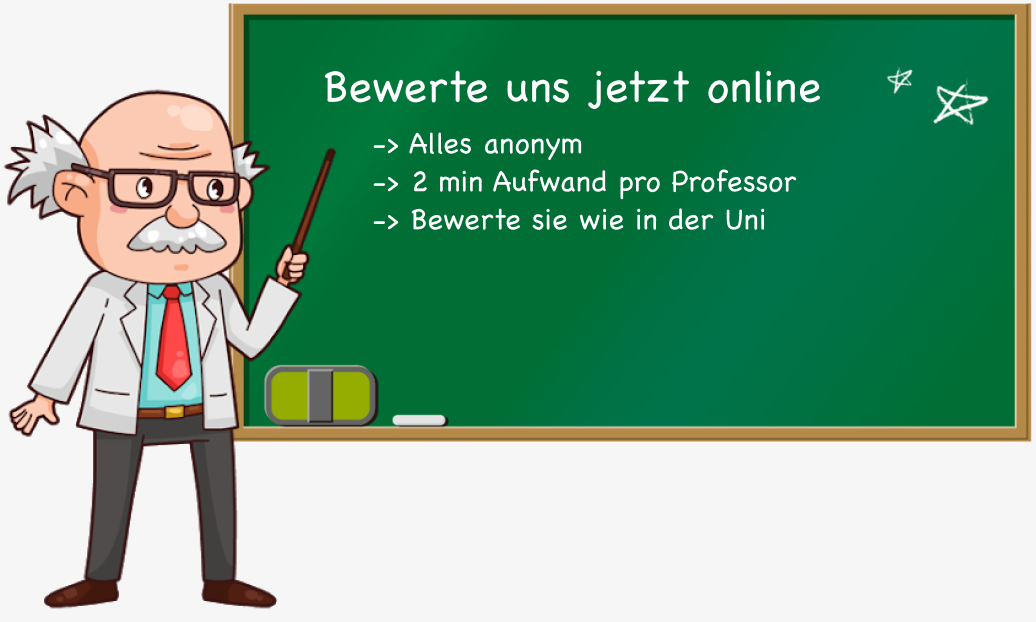 Bewerte uns jetzt online
-> Alles anonym
-> 2 min Aufwand pro Professor
-> Bewerte sie wie in der Uni